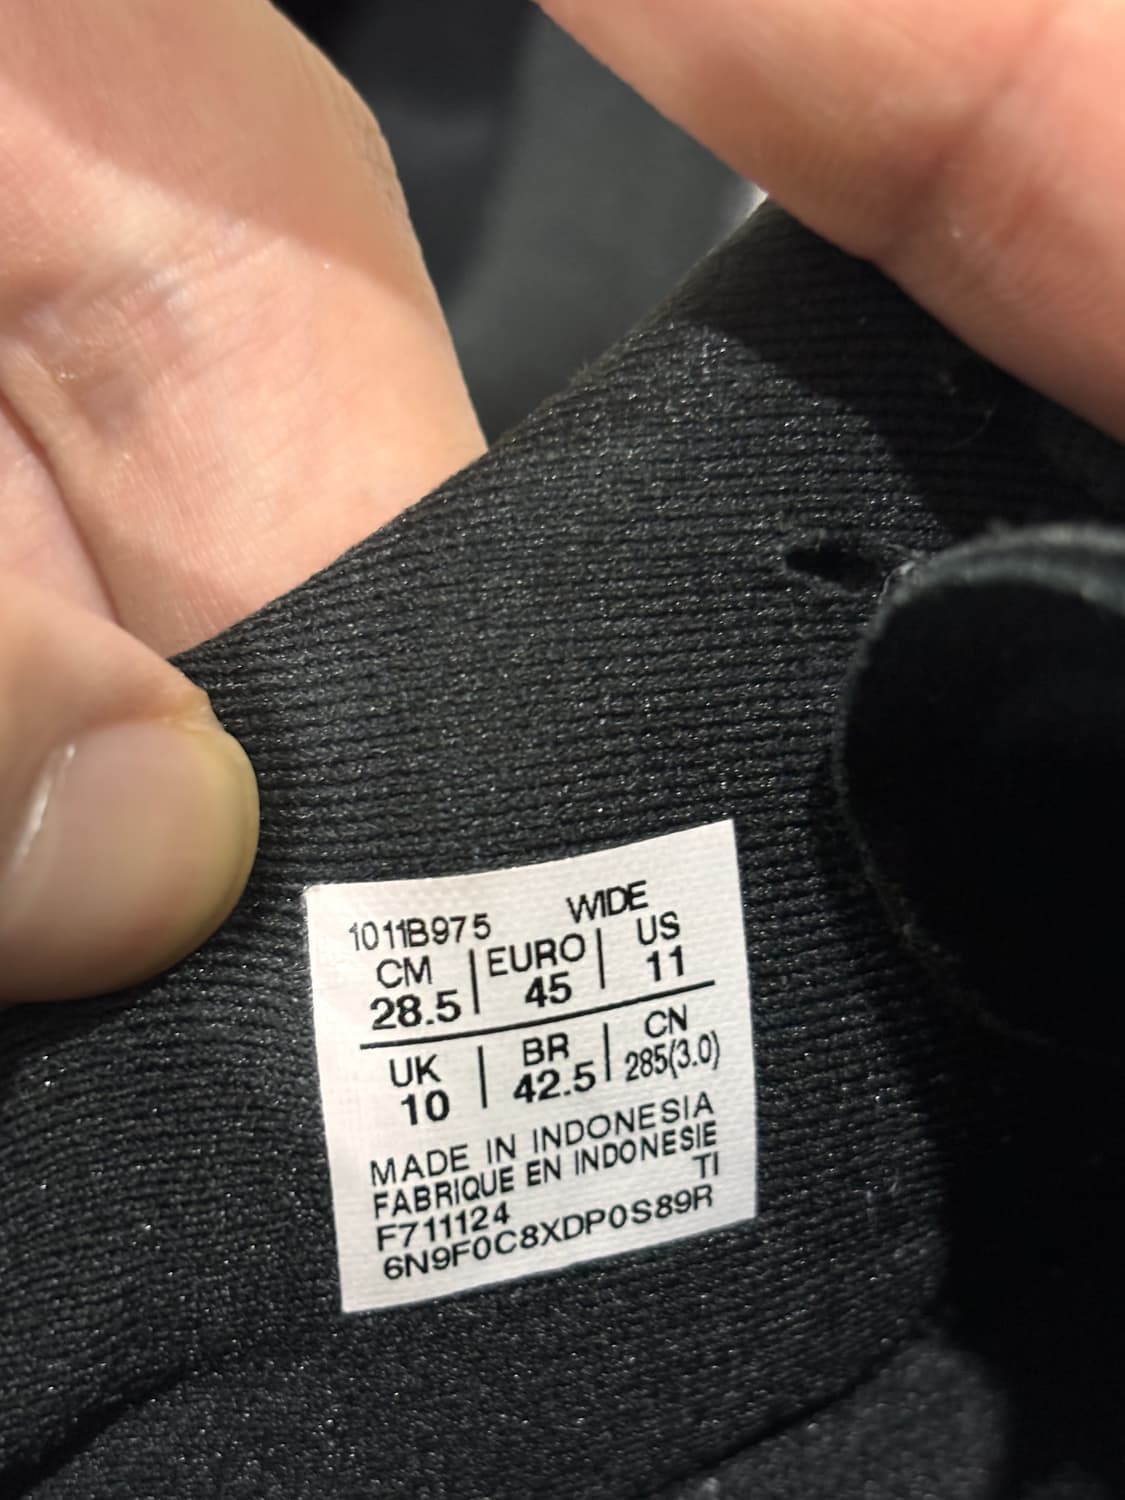 1011B975 WIDE
CM | EURO | US
28.5 | 45 | 11
UK | BR | CN
10 | 42.5 | 285(3.0)
MADE IN INDONESIA
FABRIQUE EN INDONESIE
TI
F711124
6N9F0C8XDP0S89R